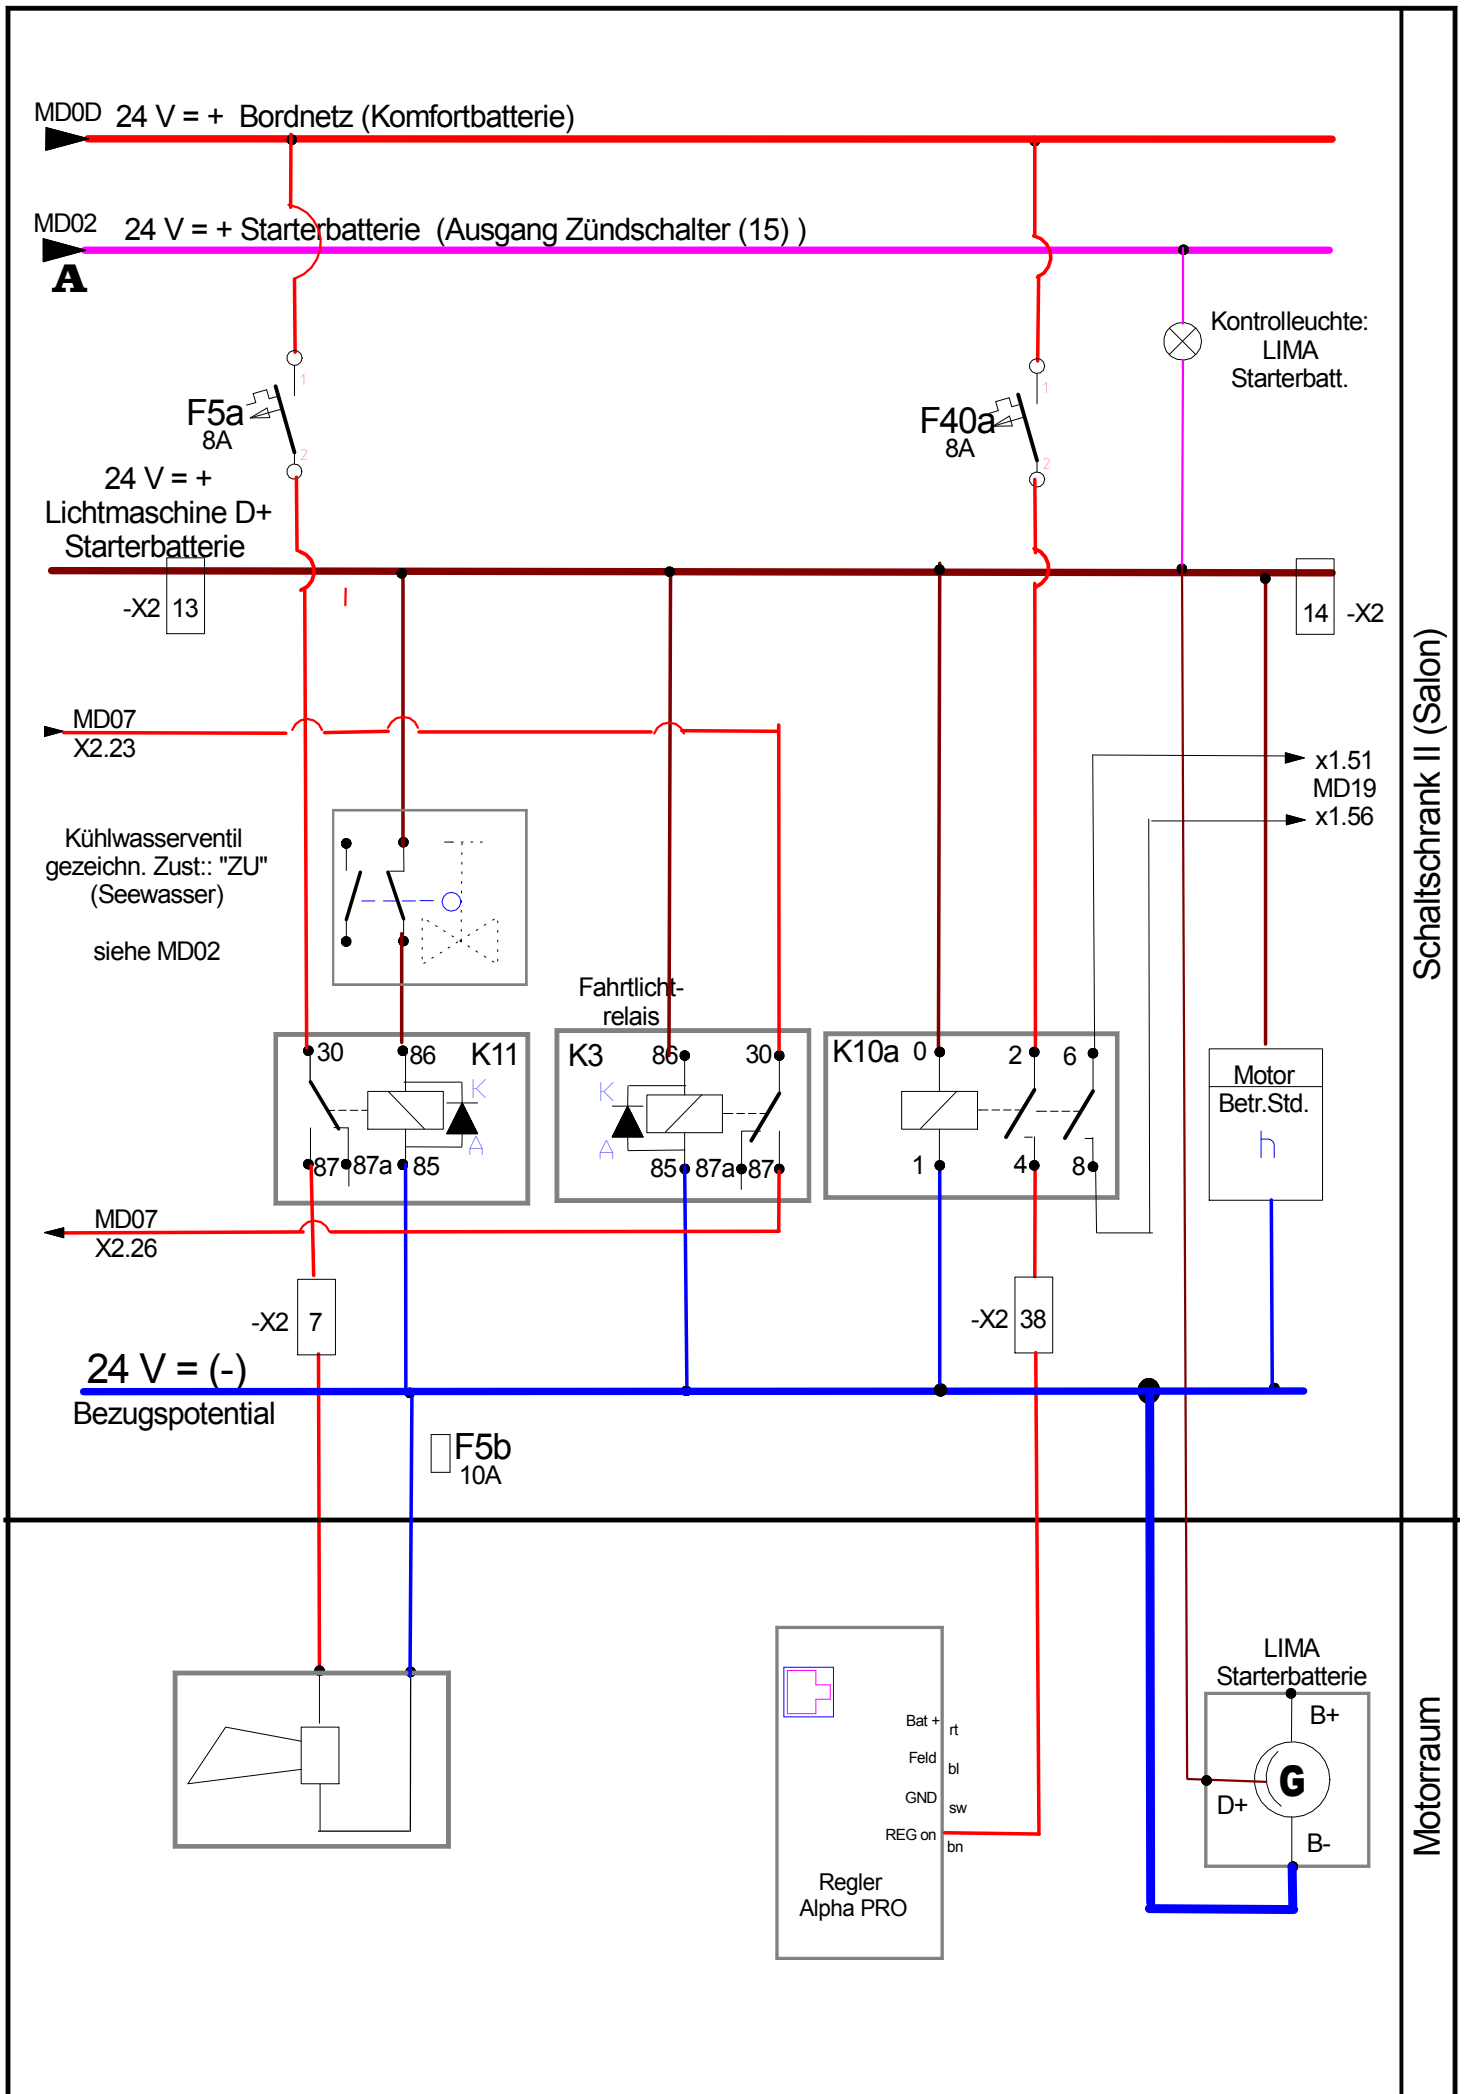 MD0D 24 V = + Bordnetz (Komfortbatterie)
MD02 24 V = + Starterbatterie (Ausgang Zündschalter (15) )
A
Kontrolleuchte:
LIMA
Starterbatt.
1
F5a
8A
2
1
F40a
8A
2
24 V = +
Lichtmaschine D+
Starterbatterie
-X2 13
14 -X2
MD07
X2.23
x1.51
MD19
x1.56
Kühlwasserventil
gezeichn. Zust:: "ZU"
(Seewasser)
siehe MD02
Fahrtlicht-
relais
30 86 K11
K3 86 30
K10a 0 2 6
K
A
K
A
87 87a 85
85 87a 87
1 4 8
Motor
Betr.Std.
h
MD07
X2.26
-X2 7
-X2 38
24 V = (-)
Bezugspotential
F5b
10A
Schaltschrank II (Salon)
Bat + rt
Feld bl
GND sw
REG on bn
Regler
Alpha PRO
LIMA
Starterbatterie
B+
G
D+
B-
Motorraum